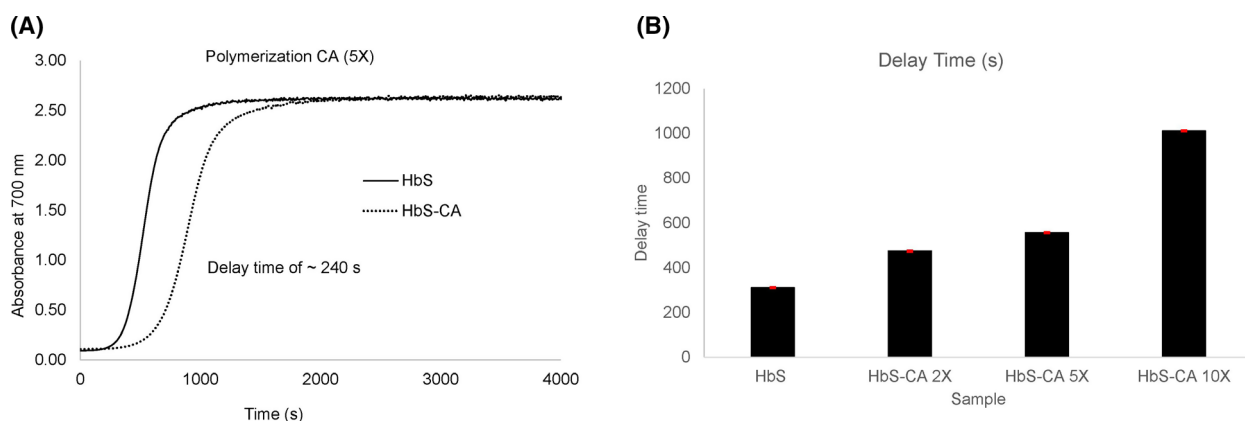 (A)
Polymerization CA (5X)
3.00
2.50
2.00
1.50
1.00
0.50
0.00
Absorbance at 700 nm
HbS
HbS-CA
Delay time of ~ 240 s
0 1000 2000 3000 4000
Time (s)
(B)
Delay Time (s)
1200
1000
800
600
400
200
0
Delay time
HbS HbS-CA 2X HbS-CA 5X HbS-CA 10X
Sample